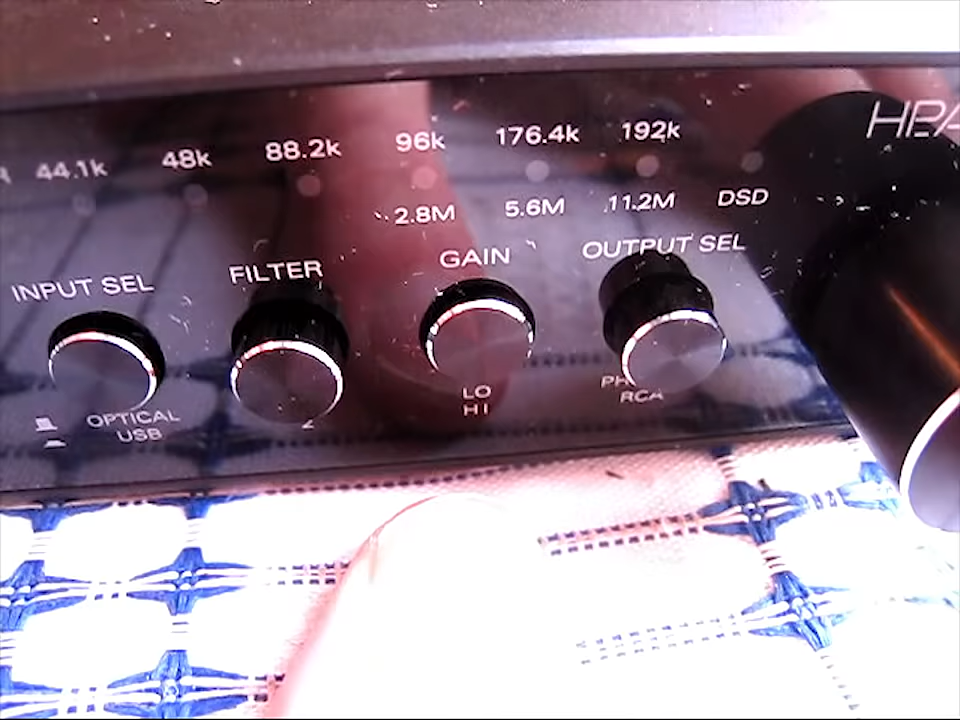 44.1k 48k 88.2k 96k 176.4k 192k
2.8M 5.6M 11.2M DSD
INPUT SEL FILTER GAIN OUTPUT SEL
LO
HI
RCA
OPTICAL
USB
2